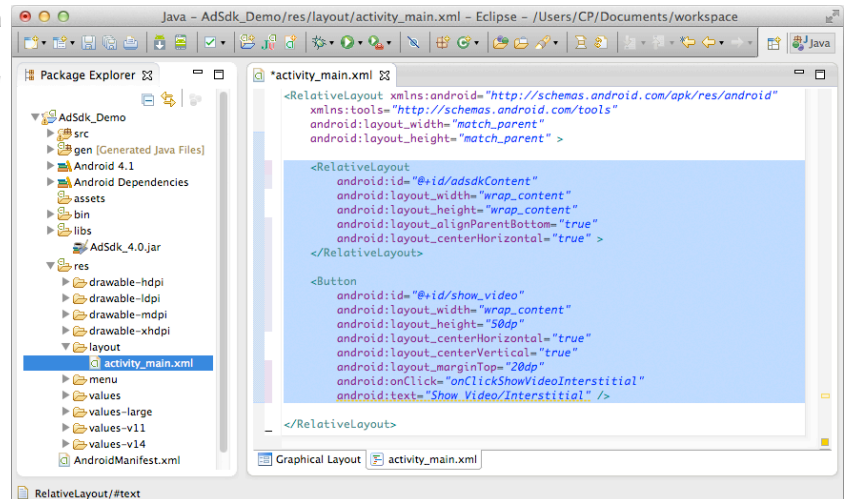 Java – AdSdk_Demo/res/layout/activity_main.xml – Eclipse – /Users/CP/Documents/workspace
Java
Package Explorer
AdSdk_Demo
src
gen [Generated Java Files]
Android 4.1
Android Dependencies
assets
bin
libs
AdSdk_4.0.jar
res
drawable-hdpi
drawable-ldpi
drawable-mdpi
drawable-xhdpi
layout
activity_main.xml
menu
values
values-large
values-v11
values-v14
AndroidManifest.xml
*activity_main.xml
<RelativeLayout xmlns:android="http://schemas.android.com/apk/res/android"
xmlns:tools="http://schemas.android.com/tools"
android:layout_width="match_parent"
android:layout_height="match_parent" >
<RelativeLayout
android:id="@+id/adsdkContent"
android:layout_width="wrap_content"
android:layout_height="wrap_content"
android:layout_alignParentBottom="true"
android:layout_centerHorizontal="true" >
</RelativeLayout>
<Button
android:id="@+id/show_video"
android:layout_width="wrap_content"
android:layout_height="50dp"
android:layout_centerHorizontal="true"
android:layout_centerVertical="true"
android:layout_marginTop="20dp"
android:onClick="onClickShowVideoInterstitial"
android:text="Show Video/Interstitial" />
</RelativeLayout>
Graphical Layout
activity_main.xml
RelativeLayout/#text